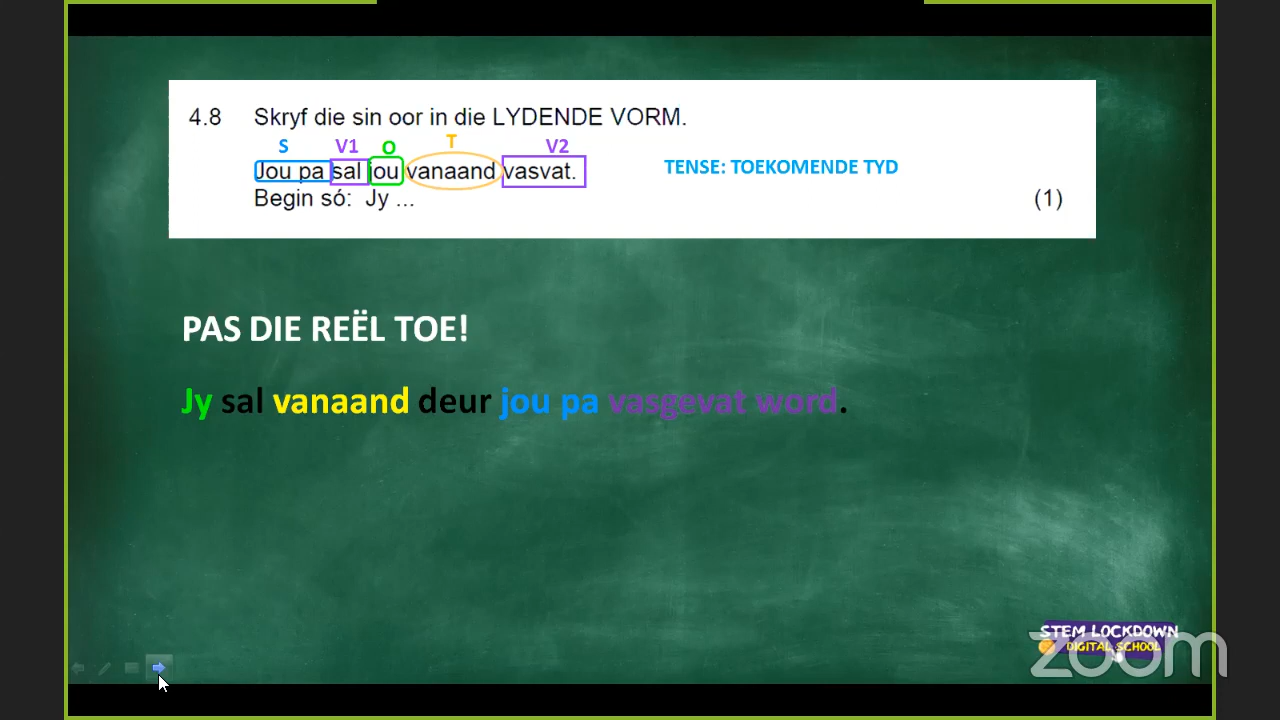 4.8 Skryf die sin oor in die LYDENDE VORM.
S V1 O T V2
Jou pa sal jou vanaand vasvat. TENSE: TOEKOMENDE TYD
Begin só: Jy ... (1)
PAS DIE REËL TOE!
Jy sal vanaand deur jou pa vasgevat word.
STEM LOCKDOWN
DIGITAL SCHOOL
zoom